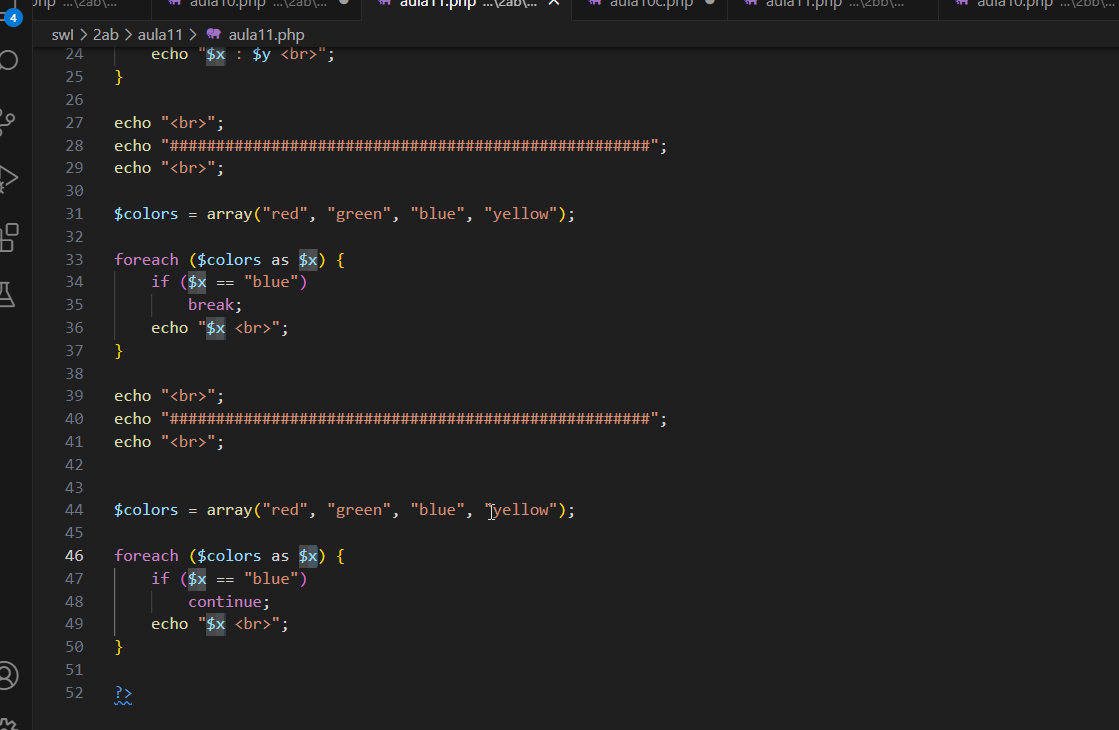 aula10.php ...\2ab\...
aula11.php ...\2ab\...
aula10c.php
aula11.php ...\2bb\...
aula10.php ...\2bb\...
4
swl > 2ab > aula11 > aula11.php
24 echo "$x : $y <br>";
25 }
26
27 echo "<br>";
28 echo "####################################################";
29 echo "<br>";
30
31 $colors = array("red", "green", "blue", "yellow");
32
33 foreach ($colors as $x) {
34 if ($x == "blue")
35 break;
36 echo "$x <br>";
37 }
38
39 echo "<br>";
40 echo "####################################################";
41 echo "<br>";
42
43
44 $colors = array("red", "green", "blue", "yellow");
45
46 foreach ($colors as $x) {
47 if ($x == "blue")
48 continue;
49 echo "$x <br>";
50 }
51
52 ?>